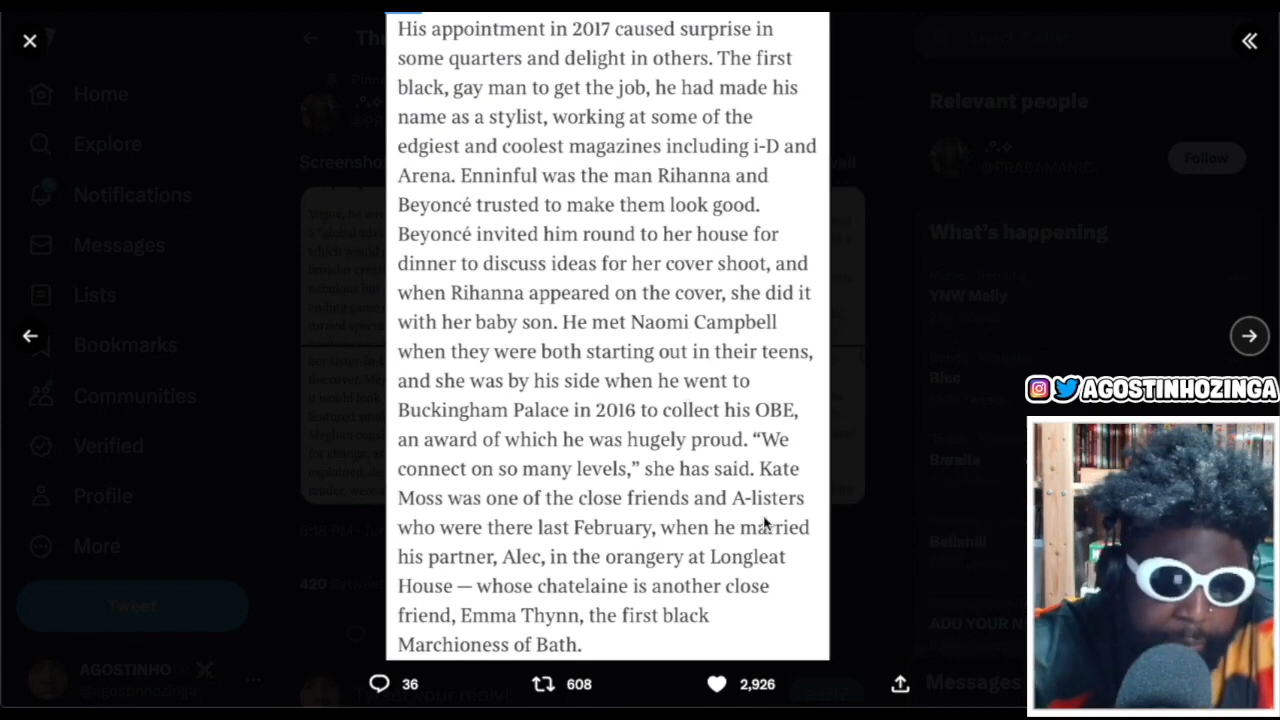 His appointment in 2017 caused surprise in
some quarters and delight in others. The first
black, gay man to get the job, he had made his
name as a stylist, working at some of the
edgiest and coolest magazines including i-D and
Arena. Enninful was the man Rihanna and
Beyoncé trusted to make them look good.
Beyoncé invited him round to her house for
dinner to discuss ideas for her cover shoot, and
when Rihanna appeared on the cover, she did it
with her baby son. He met Naomi Campbell
when they were both starting out in their teens,
and she was by his side when he went to
Buckingham Palace in 2016 to collect his OBE,
an award of which he was hugely proud. “We
connect on so many levels,” she has said. Kate
Moss was one of the close friends and A-listers
who were there last February, when he married
his partner, Alec, in the orangery at Longleat
House — whose chatelaine is another close
friend, Emma Thynn, the first black
Marchioness of Bath.
36
608
2,926
Home
Explore
Notifications
Messages
Lists
Bookmarks
Communities
Verified
Profile
More
Tweet
AGOSTINHO
@agostinhozinga
420
Relevant people
Follow
What's happening
YNW Melly
Messages
AGOSTINHOZINGA